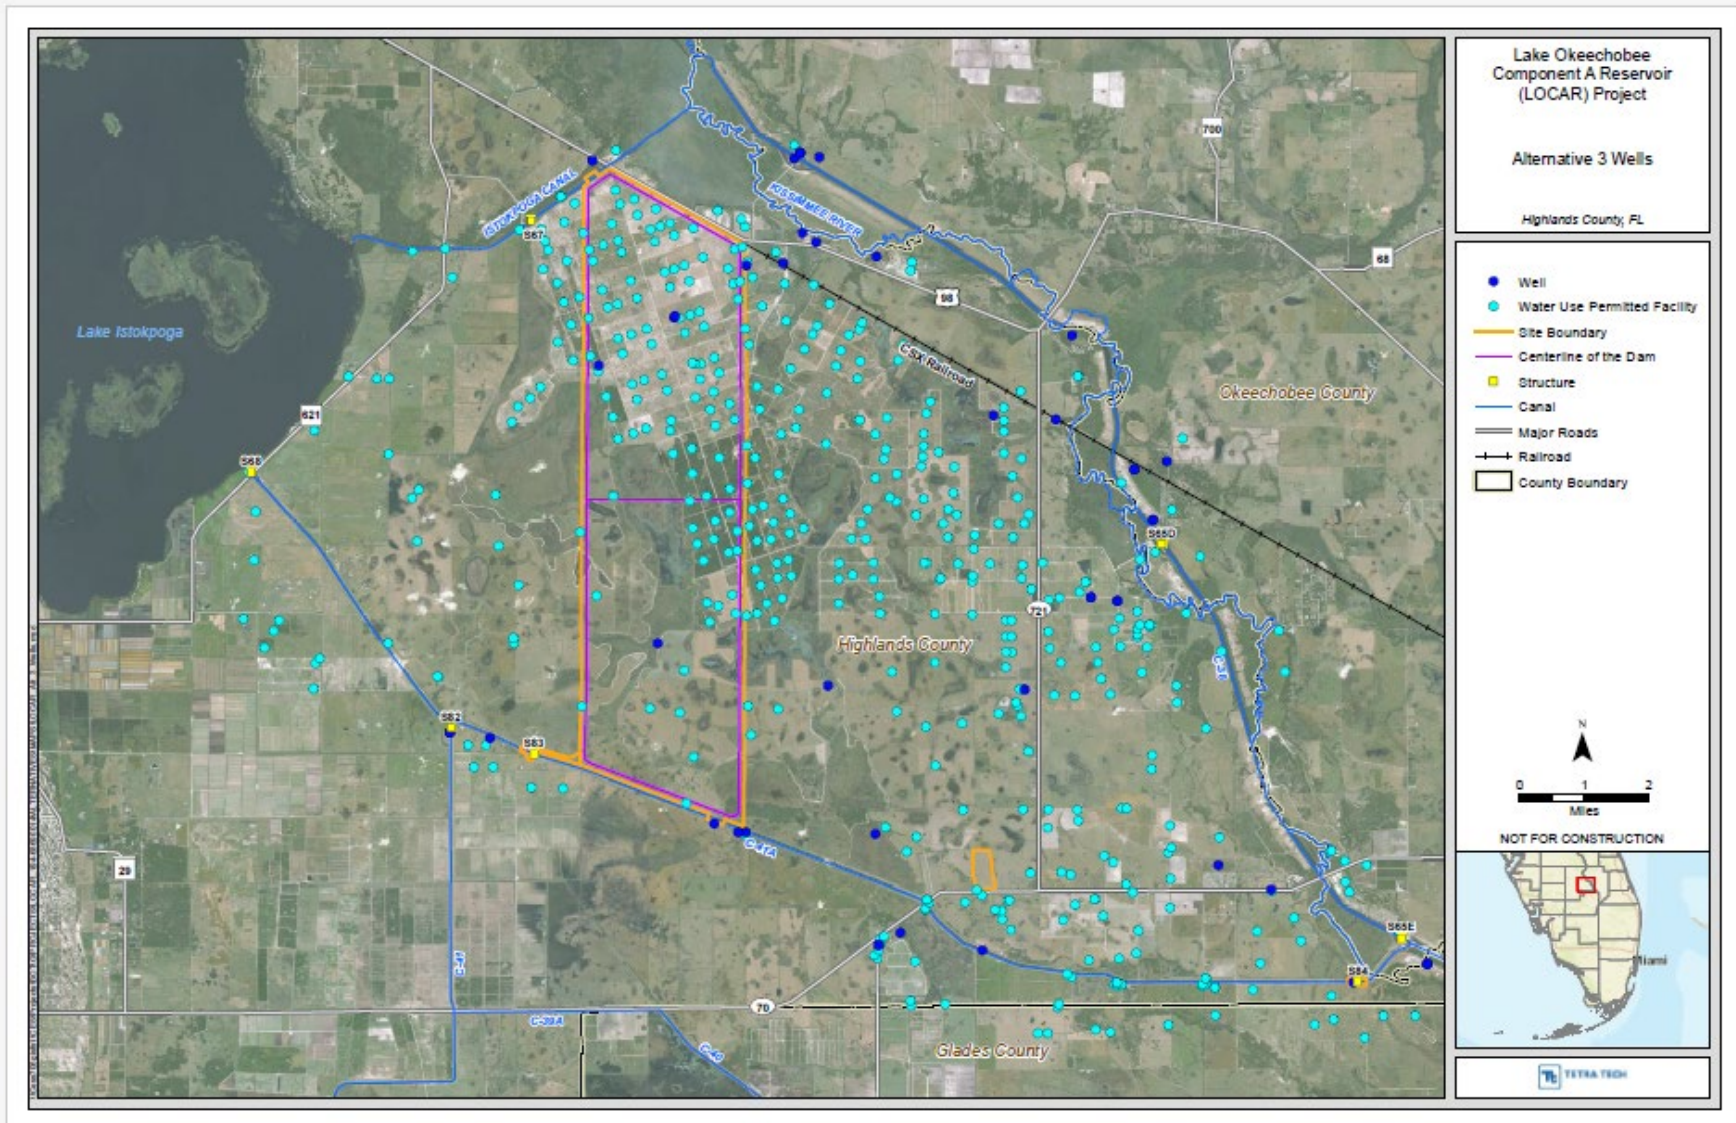 Lake Okeechobee
Component A Reservoir
(LOCAR) Project
Alternative 3 Wells
Highlands County, FL
Well
Water Use Permitted Facility
Site Boundary
Centerline of the Dam
Structure
Canal
Major Roads
Railroad
County Boundary
N
0 1 2
Miles
NOT FOR CONSTRUCTION
Miami
TETRA TECH
700
ISTOKPOGA CANAL
KISSIMMEE RIVER
S67
68
98
Lake Istokpoga
CSX Railroad
Okeechobee County
621
S68
S65D
721
Highlands County
C-38
S82
S83
C-41A
29
S65E
S84
70
C-39A
C-40
Glades County